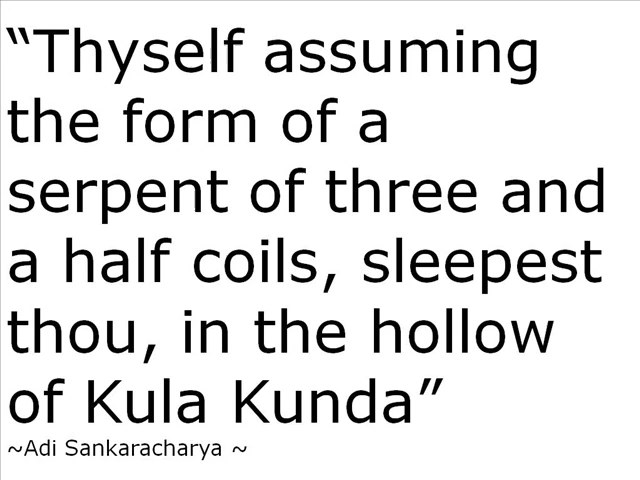 “Thyself assuming
the form of a
serpent of three and
a half coils, sleepest
thou, in the hollow
of Kula Kunda”
~Adi Sankaracharya ~